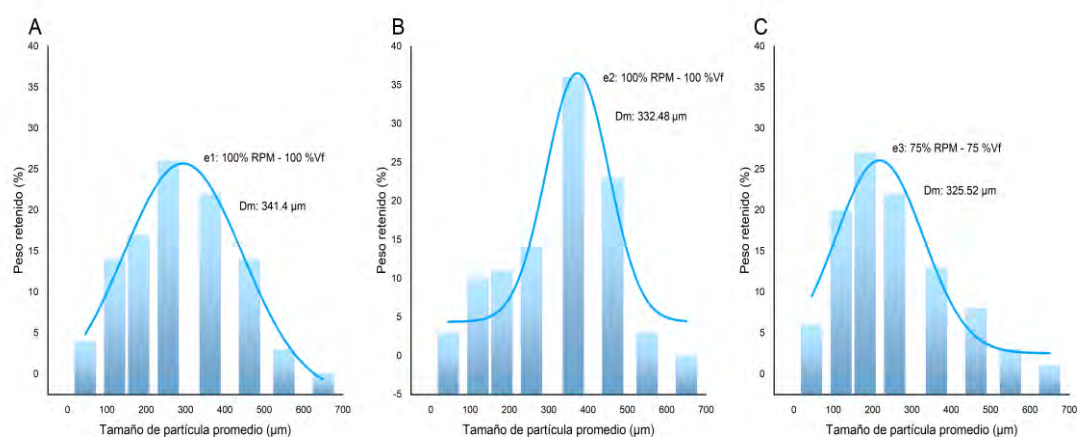 A
40
35
30
25
20
15
10
5
0
Peso retenido (%)
e1: 100% RPM - 100 %Vf
Dm: 341.4 µm
0 100 200 300 400 500 600 700
Tamaño de partícula promedio (µm)
B
40
35
30
25
20
15
10
5
0
-5
Peso retenido (%)
e2: 100% RPM - 100 %Vf
Dm: 332.48 µm
0 100 200 300 400 500 600 700
Tamaño de partícula promedio (µm)
C
40
35
30
25
20
15
10
5
0
Peso retenido (%)
e3: 75% RPM - 75 %Vf
Dm: 325.52 µm
0 100 200 300 400 500 600 700
Tamaño de partícula promedio (µm)